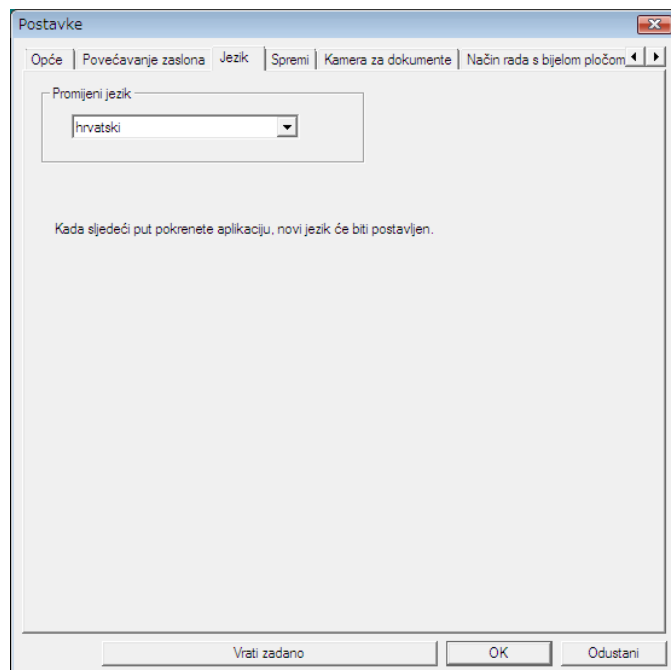 Postavke
Opće
Povećavanje zaslona
Jezik
Spremi
Kamera za dokumente
Način rada s bijelom pločom
Promijeni jezik
hrvatski
Kada sljedeći put pokrenete aplikaciju, novi jezik će biti postavljen.
Vrati zadano
OK
Odustani